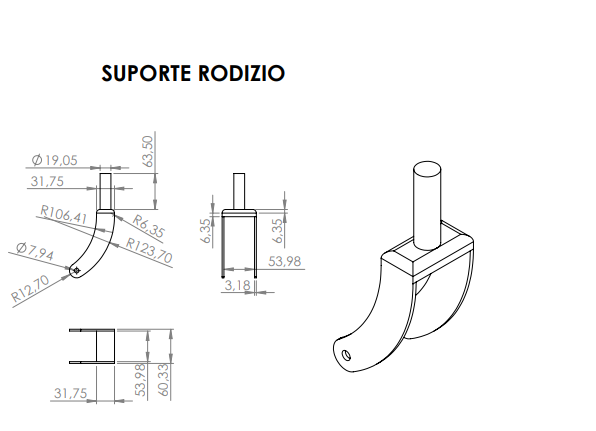 SUPORTE RODIZIO
Ø19,05
63,50
31,75
R106,41
R6,35
R123,70
Ø7,94
R12,70
6,35
6,35
53,98
3,18
53,98
60,33
31,75